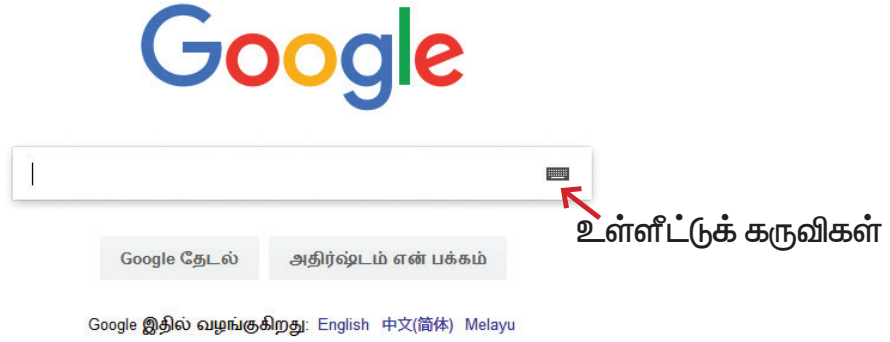 Google
உள்ளீட்டுக் கருவிகள்
Google தேடல் அதிர்ஷ்டம் என் பக்கம்
Google இதில் வழங்குகிறது: English 中文(简体) Melayu